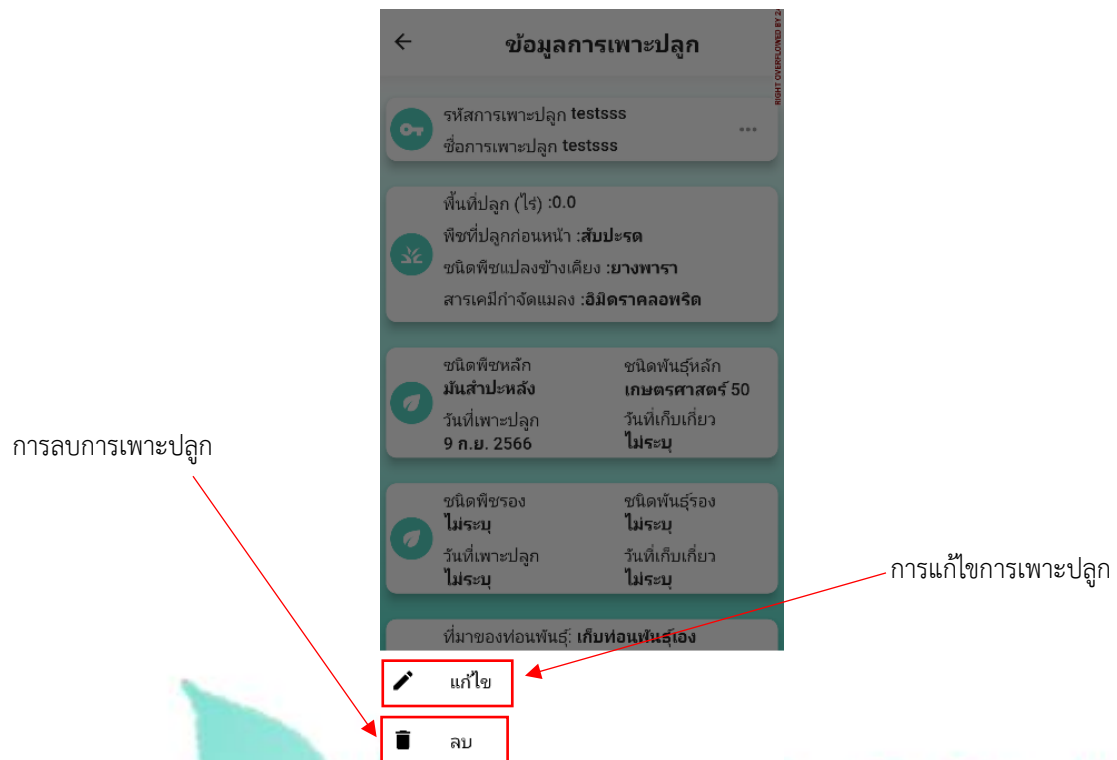 ข้อมูลการเพาะปลูก
RIGHT OVERFLOWED BY 2
รหัสการเพาะปลูก testsss
ชื่อการเพาะปลูก testsss
พื้นที่ปลูก (ไร่) :0.0
พืชที่ปลูกก่อนหน้า :สับปะรด
ชนิดพืชแปลงข้างเคียง :ยางพารา
สารเคมีกำจัดแมลง :อิมิดราคลอพริด
ชนิดพืชหลัก ชนิดพันธุ์หลัก
มันสำปะหลัง เกษตรศาสตร์ 50
วันที่เพาะปลูก วันที่เก็บเกี่ยว
9 ก.ย. 2566 ไม่ระบุ
การลบการเพาะปลูก
ชนิดพืชรอง ชนิดพันธุ์รอง
ไม่ระบุ ไม่ระบุ
วันที่เพาะปลูก วันที่เก็บเกี่ยว
ไม่ระบุ ไม่ระบุ
การแก้ไขการเพาะปลูก
ที่มาของท่อนพันธุ์: เก็บท่อนพันธุ์เอง
แก้ไข
ลบ